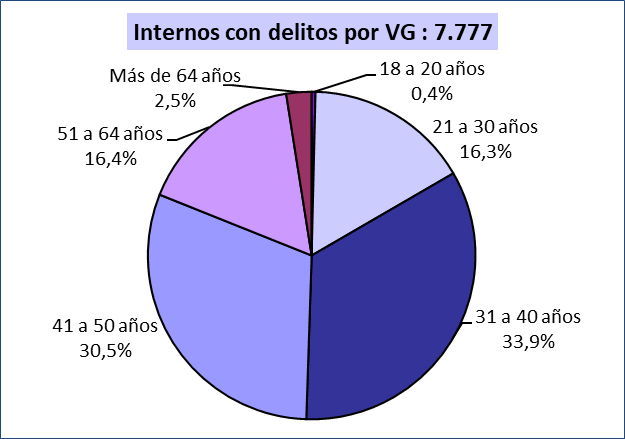 Internos con delitos por VG : 7.777
18 a 20 años
0,4%
21 a 30 años
16,3%
31 a 40 años
33,9%
41 a 50 años
30,5%
51 a 64 años
16,4%
Más de 64 años
2,5%